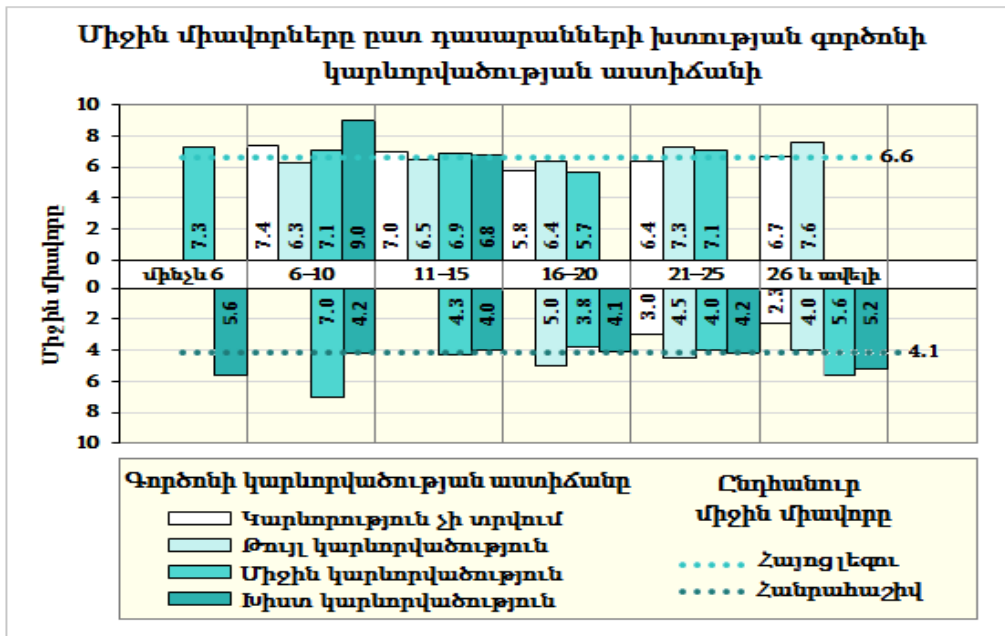 Միջին միավորները ըստ դասարանների խտության գործոնի
կարևորվածության աստիճանի
Միջին միավորը
10
8
6
4
2
0
7.3
7.4 6.3 7.1 9.0
7.0 6.5 6.9 6.8
5.8 6.4 5.7
6.4 7.3 7.1
6.7 7.6
6.6
մինչև 6 6–10 11–15 16–20 21–25 26 և ավելի
0
2
4
6
8
10
5.6
7.0 4.2
4.3 4.0
5.0 3.8 4.1
3.0 4.5 4.0 4.2
2.3 4.0 5.6 5.2
4.1
Գործոնի կարևորվածության աստիճանը
Կարևորություն չի տրվում
Թույլ կարևորվածություն
Միջին կարևորվածություն
Խիստ կարևորվածություն
Ընդհանուր
միջին միավորը
Հայոց լեզու
Հանրահաշիվ